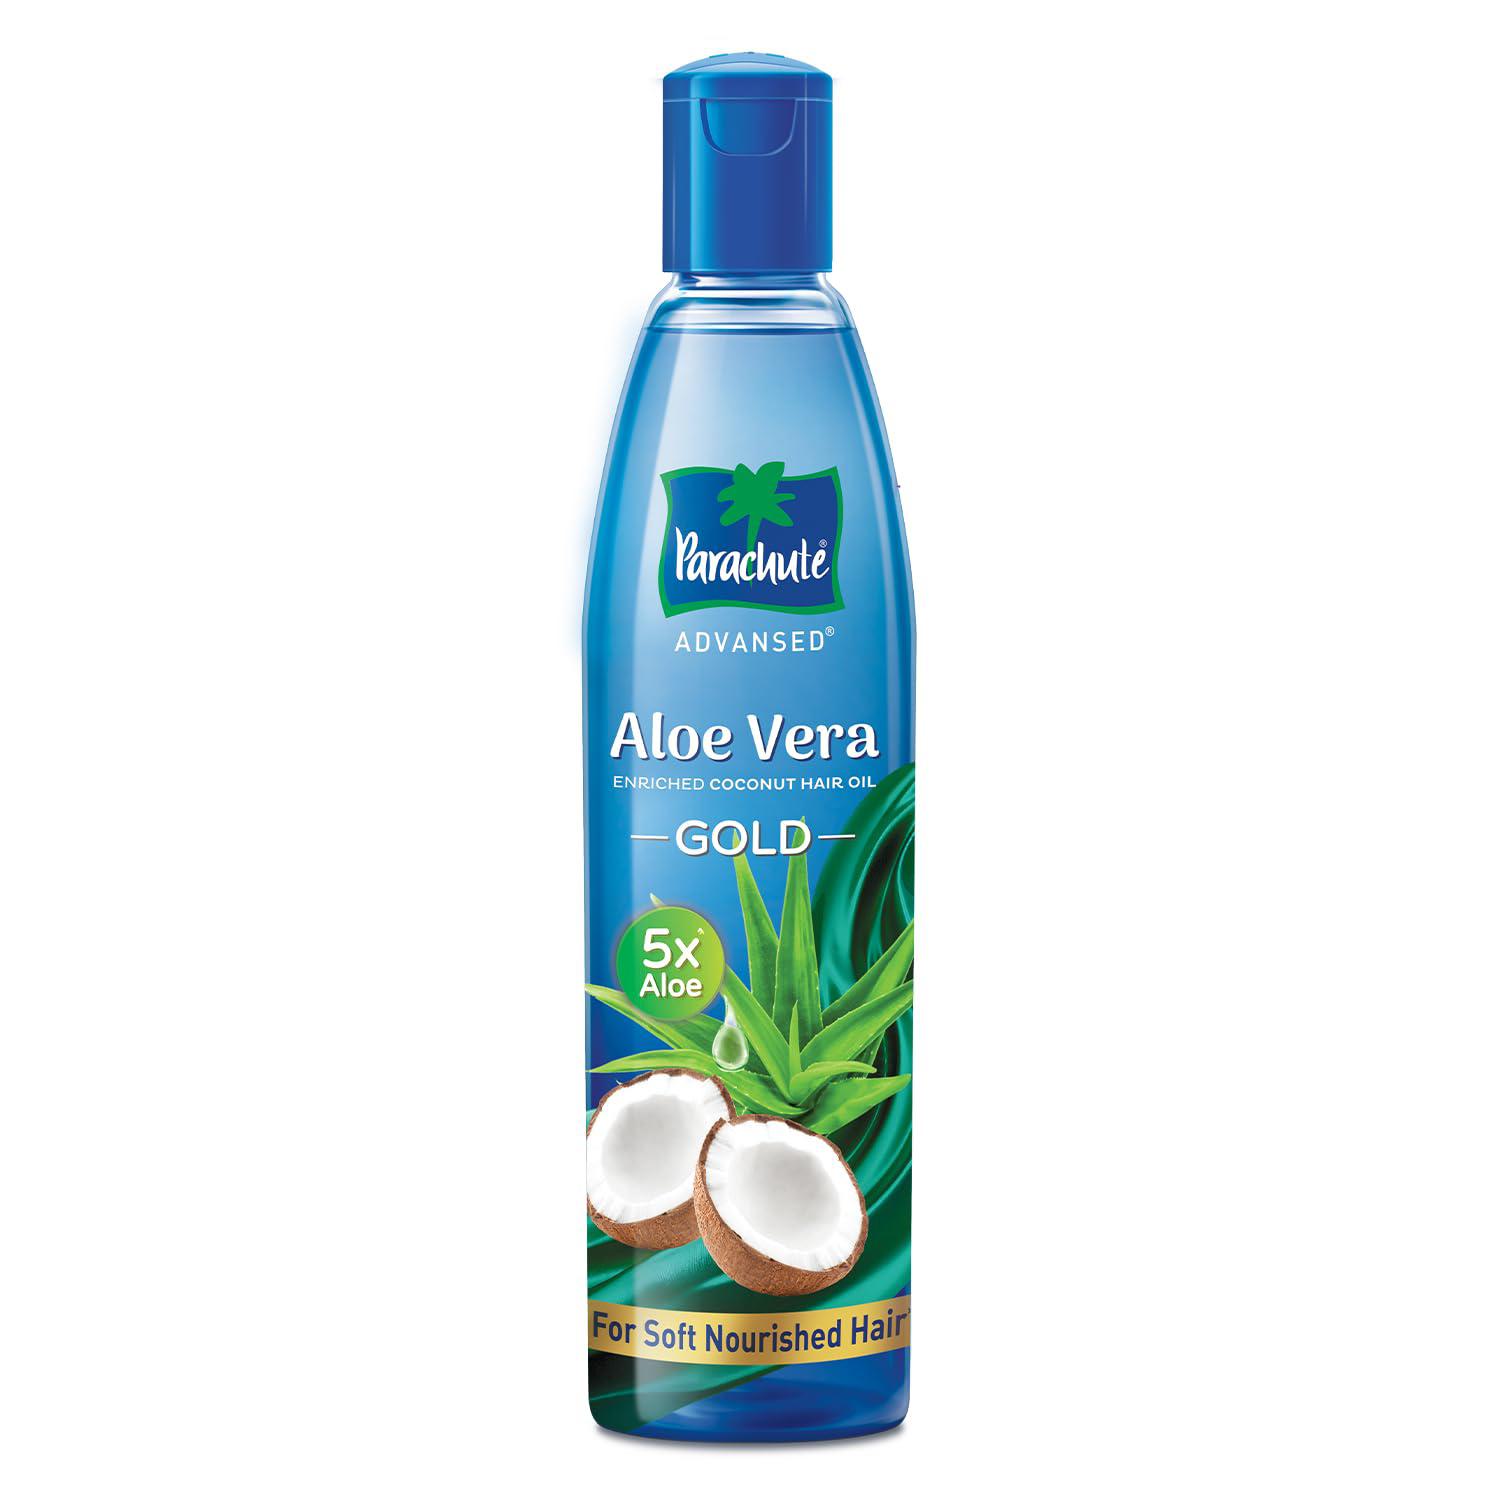 Parachute®
ADVANSED®
Aloe Vera
ENRICHED COCONUT HAIR OIL
GOLD
5x^
Aloe
For Soft Nourished Hair*